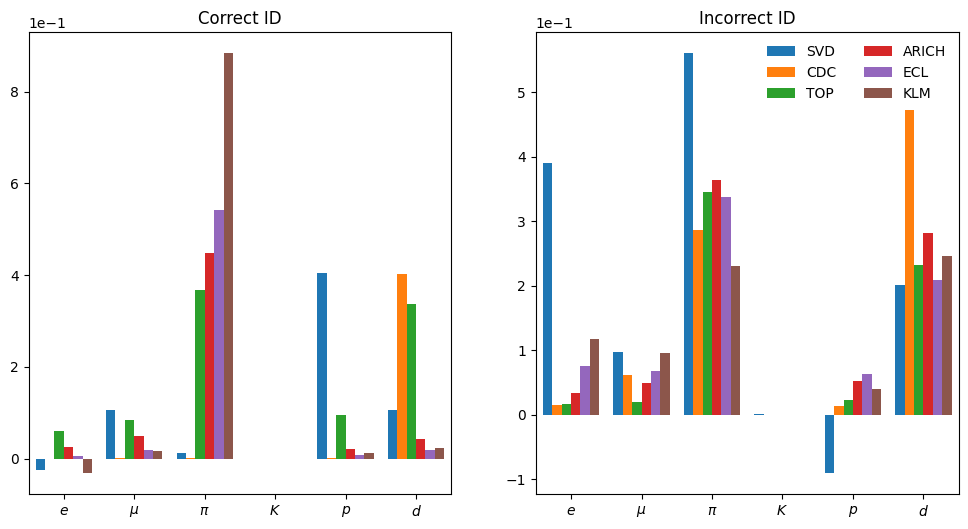 Correct ID
1e−1
8
6
4
2
0
e μ π K p d
Incorrect ID
1e−1
5
4
3
2
1
0
−1
e μ π K p d
SVD
CDC
TOP
ARICH
ECL
KLM